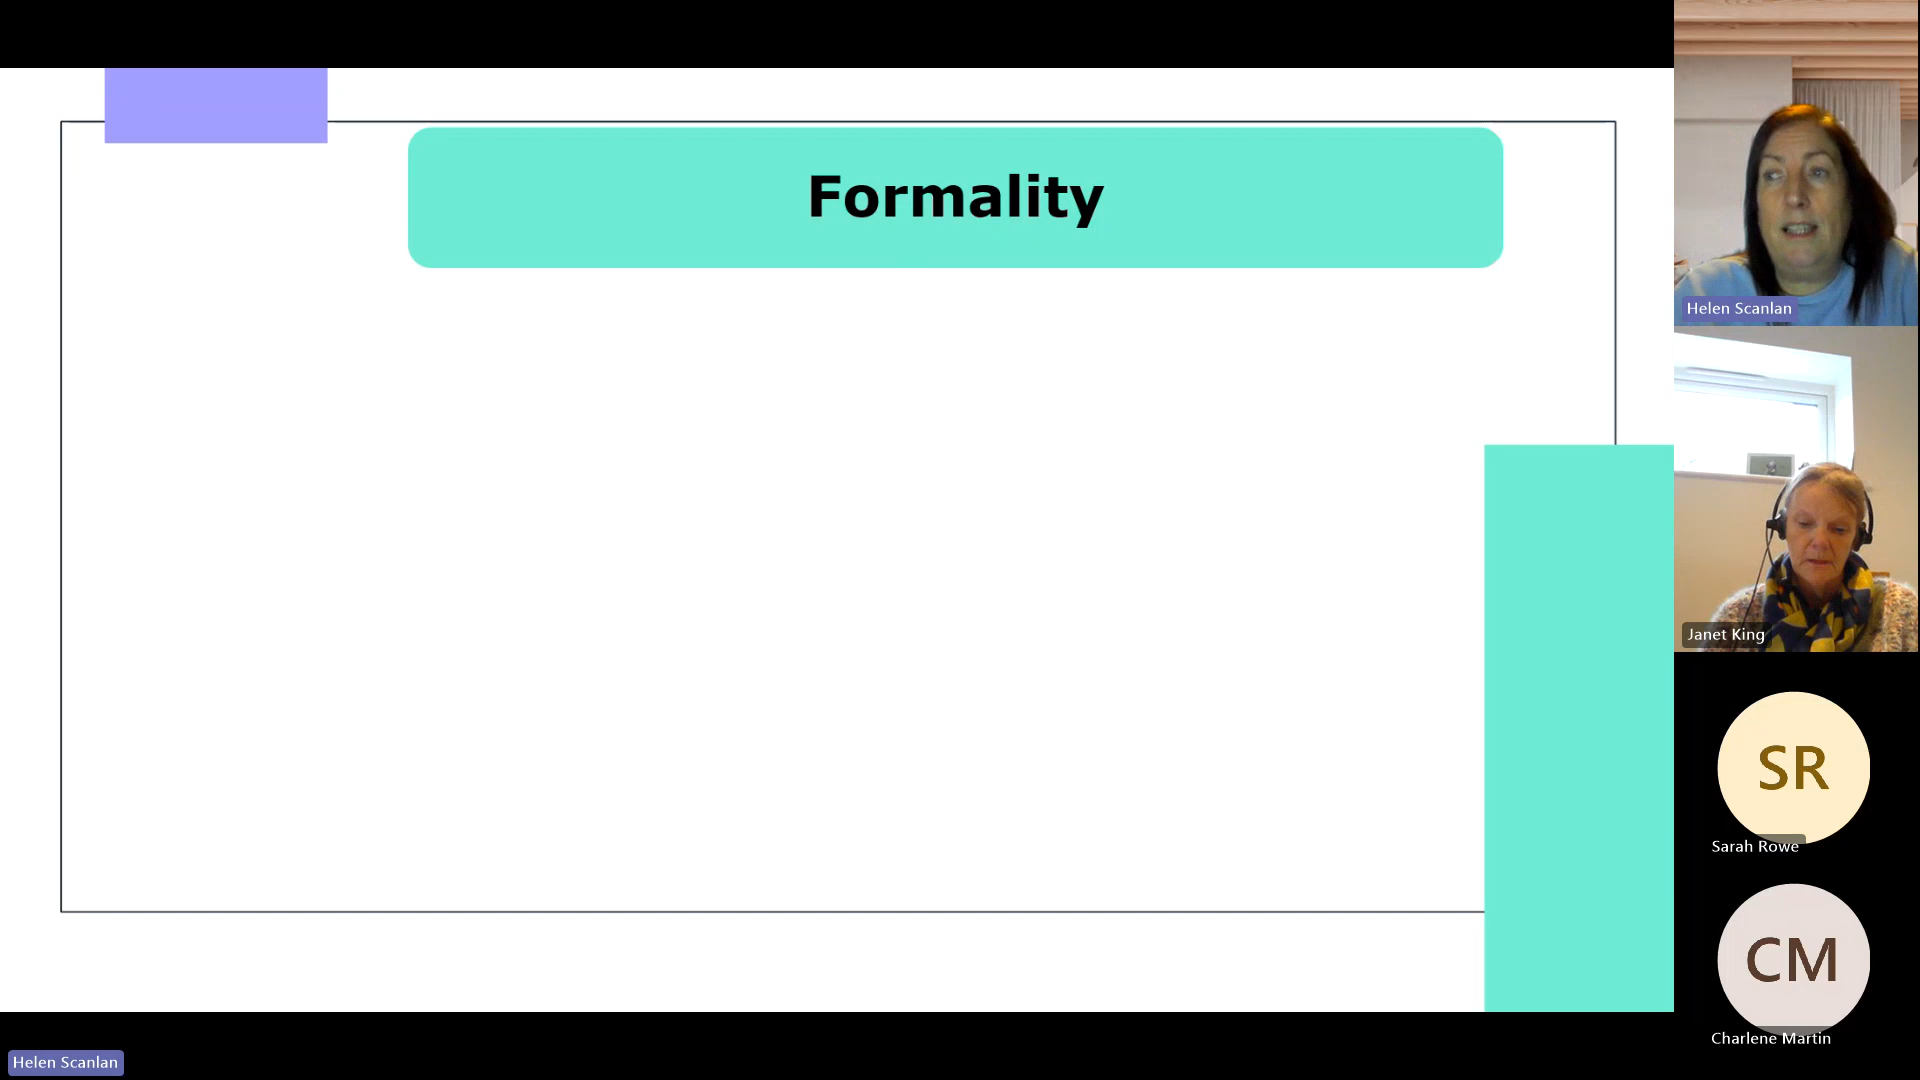 Formality
Helen Scanlan
Janet King
SR
Sarah Rowe
CM
Charlene Martin
Helen Scanlan